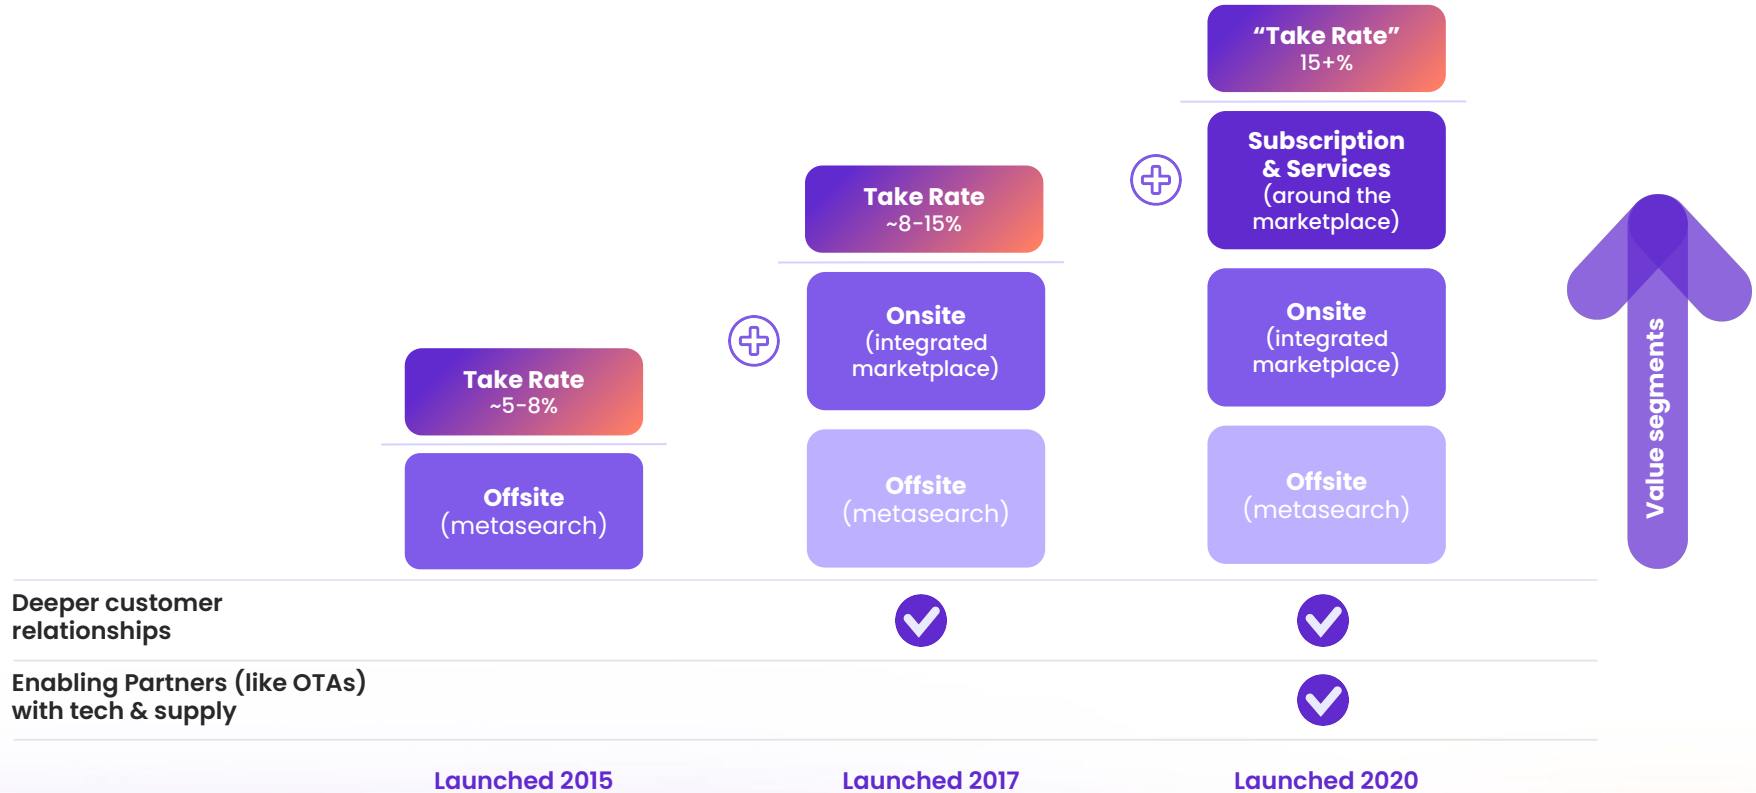 Take Rate
~5-8%
Offsite
(metasearch)
Take Rate
~8-15%
Onsite
(integrated
marketplace)
Offsite
(metasearch)
“Take Rate”
15+%
Subscription
& Services
(around the
marketplace)
Onsite
(integrated
marketplace)
Offsite
(metasearch)
Value segments
Deeper customer
relationships
Enabling Partners (like OTAs)
with tech & supply
Launched 2015
Launched 2017
Launched 2020